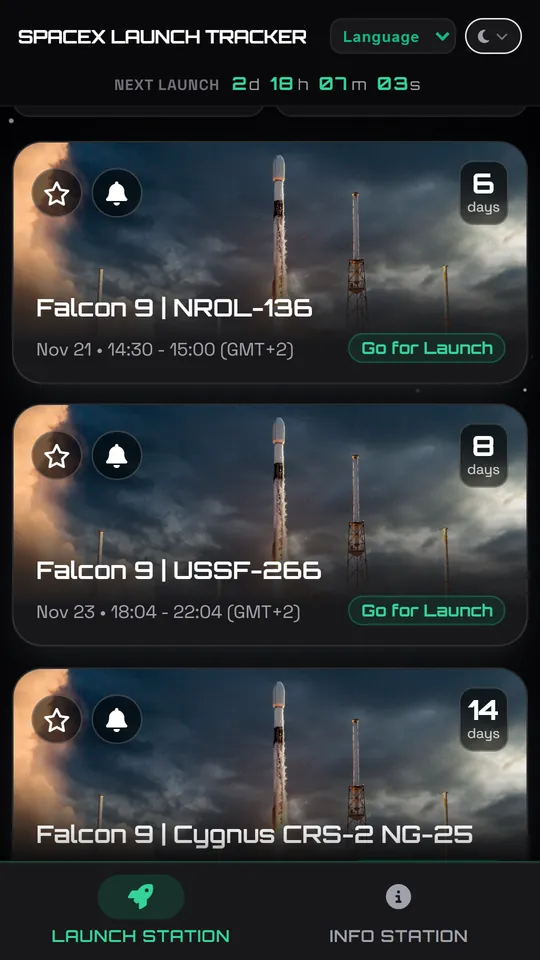 SPACEX LAUNCH TRACKER
Language
NEXT LAUNCH 2d 18h 07m 03s
6
days
Falcon 9 | NROL-136
Nov 21 • 14:30 - 15:00 (GMT+2)
Go for Launch
8
days
Falcon 9 | USSF-266
Nov 23 • 18:04 - 22:04 (GMT+2)
Go for Launch
14
days
Falcon 9 | Cygnus CRS-2 NG-25
LAUNCH STATION
INFO STATION